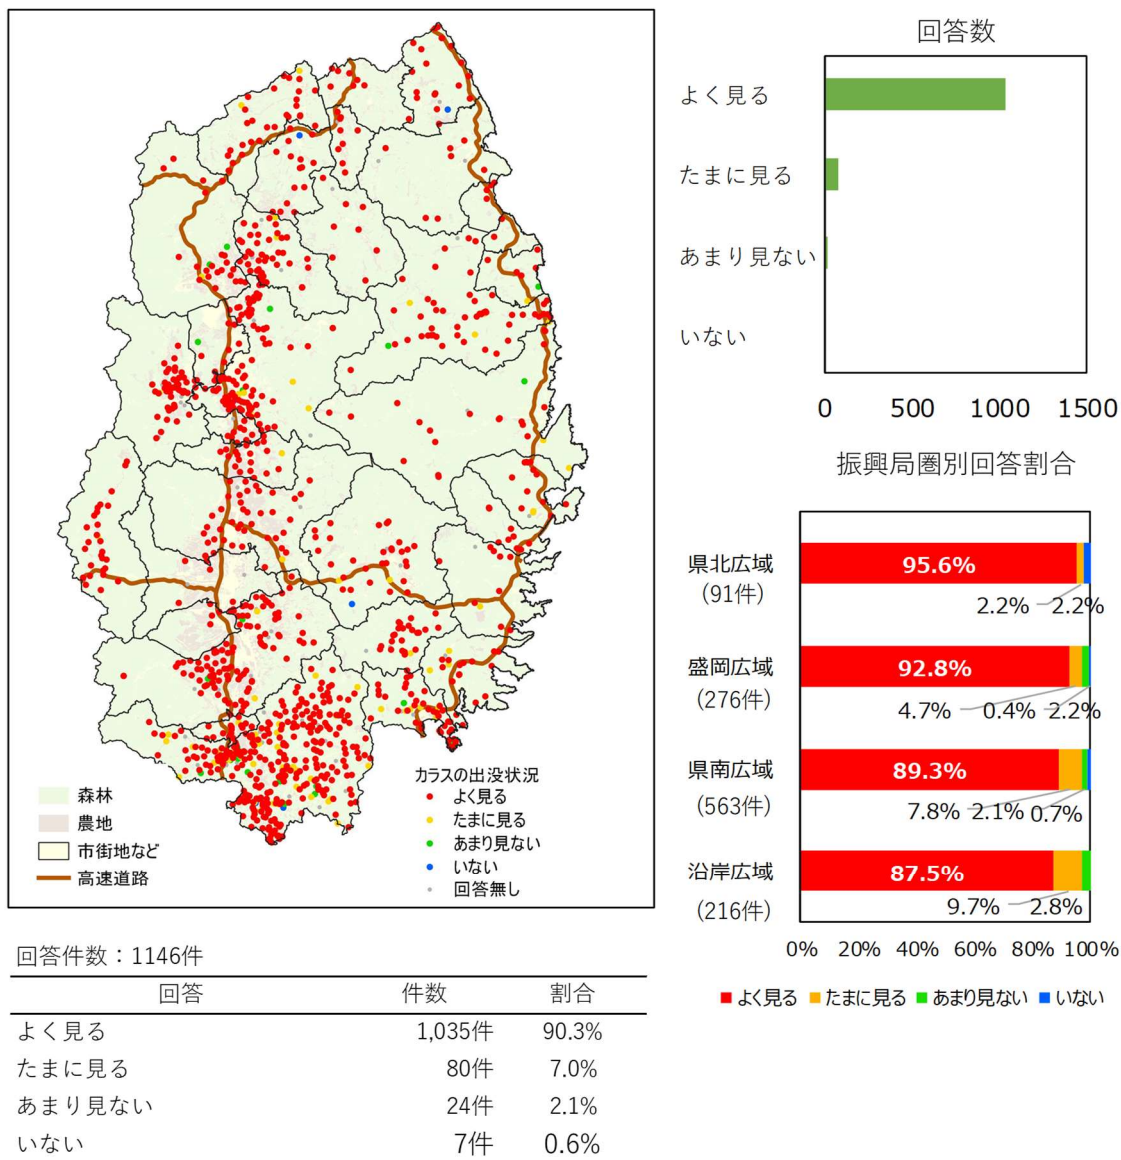 森林
農地
市街地など
高速道路
カラスの出没状況
よく見る
たまに見る
あまり見ない
いない
回答無し
回答数
よく見る
たまに見る
あまり見ない
いない
0 500 1000 1500
振興局圏別回答割合
県北広域
(91件)
95.6%
2.2% 2.2%
盛岡広域
(276件)
92.8%
4.7% 0.4% 2.2%
県南広域
(563件)
89.3%
7.8% 2.1% 0.7%
沿岸広域
(216件)
87.5%
9.7% 2.8%
0% 20% 40% 60% 80% 100%
よく見る たまに見る あまり見ない いない
回答件数：1146件
回答 件数 割合
よく見る 1,035件 90.3%
たまに見る 80件 7.0%
あまり見ない 24件 2.1%
いない 7件 0.6%